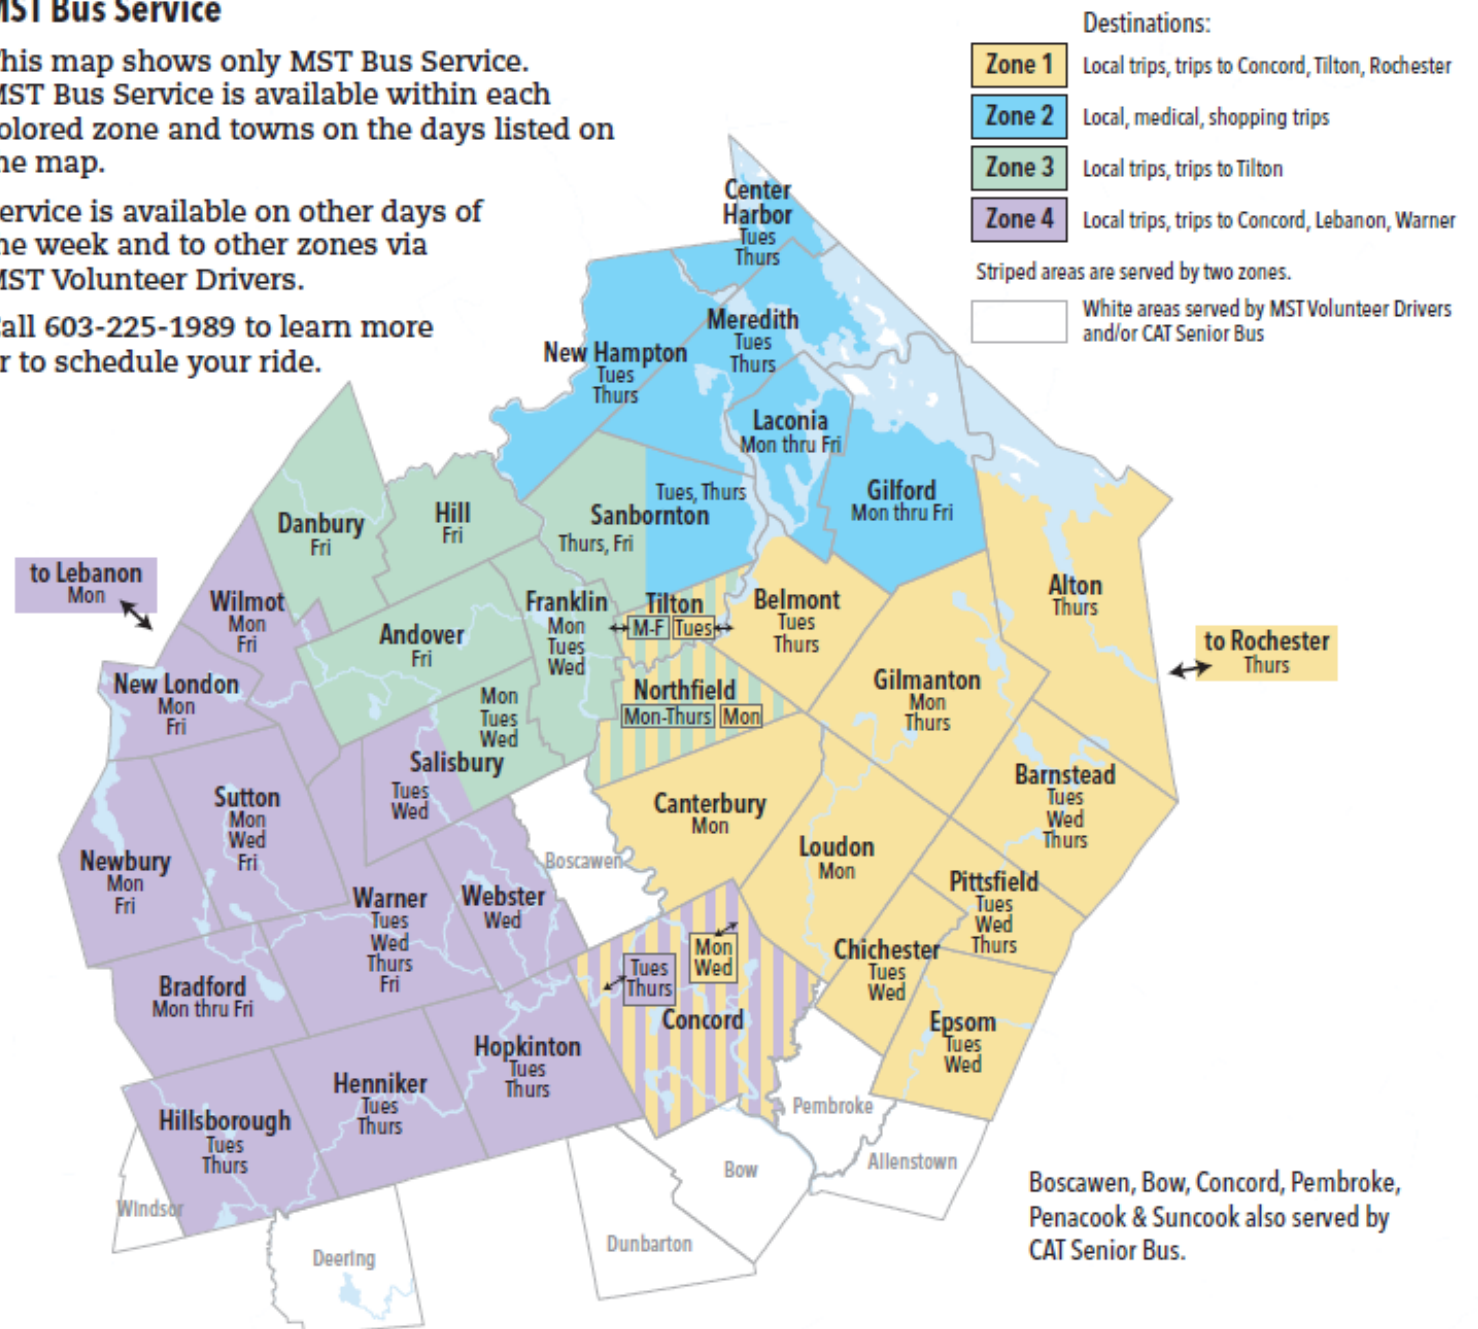 MST Bus Service
This map shows only MST Bus Service.
MST Bus Service is available within each
colored zone and towns on the days listed on
the map.
Service is available on other days of
the week and to other zones via
MST Volunteer Drivers.
Call 603-225-1989 to learn more
or to schedule your ride.
Destinations:
Zone 1 Local trips, trips to Concord, Tilton, Rochester
Zone 2 Local, medical, shopping trips
Zone 3 Local trips, trips to Tilton
Zone 4 Local trips, trips to Concord, Lebanon, Warner
Striped areas are served by two zones.
White areas served by MST Volunteer Drivers
and/or CAT Senior Bus
Center
Harbor
Tues
Thurs
Meredith
Tues
Thurs
New Hampton
Tues
Thurs
Laconia
Mon thru Fri
Gilford
Mon thru Fri
Tues, Thurs
Sanbornton
Thurs, Fri
Danbury
Fri
Hill
Fri
to Lebanon
Mon
Wilmot
Mon
Fri
Andover
Fri
Franklin
Mon
Tues
Wed
Tilton
M-F Tues
Belmont
Tues
Thurs
Alton
Thurs
to Rochester
Thurs
New London
Mon
Fri
Mon
Tues
Wed
Salisbury
Tues
Wed
Northfield
Mon-Thurs Mon
Gilmanton
Mon
Thurs
Sutton
Mon
Wed
Fri
Canterbury
Mon
Barnstead
Tues
Wed
Thurs
Newbury
Mon
Fri
Boscawen
Loudon
Mon
Warner
Tues
Wed
Thurs
Fri
Webster
Wed
Pittsfield
Tues
Wed
Thurs
Bradford
Mon thru Fri
Tues
Thurs
Mon
Wed
Concord
Chichester
Tues
Wed
Epsom
Tues
Wed
Hopkinton
Tues
Thurs
Henniker
Tues
Thurs
Hillsborough
Tues
Thurs
Pembroke
Allenstown
Bow
Windsor
Deering
Dunbarton
Boscawen, Bow, Concord, Pembroke,
Penacook & Suncook also served by
CAT Senior Bus.